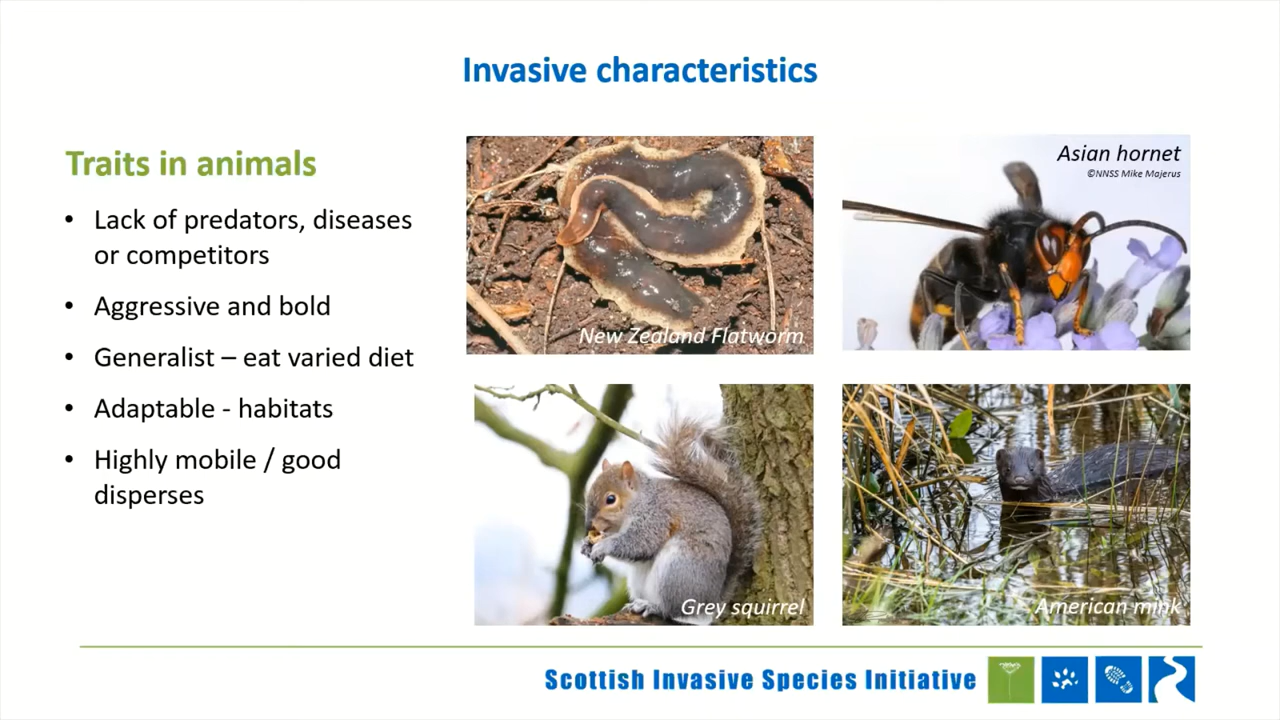 Invasive characteristics
Traits in animals
• Lack of predators, diseases
or competitors
• Aggressive and bold
• Generalist – eat varied diet
• Adaptable - habitats
• Highly mobile / good
disperses
New Zealand Flatworm
Asian hornet
©NNSS Mike Majerus
Grey squirrel
American mink
Scottish Invasive Species Initiative